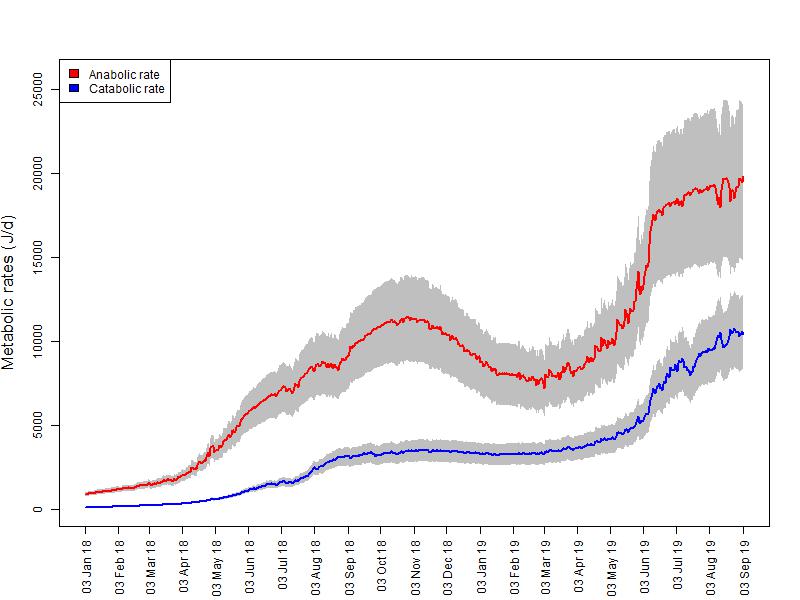 Anabolic rate
Catabolic rate
Metabolic rates (J/d)
25000
20000
15000
10000
5000
0
03 Jan 18
03 Feb 18
03 Mar 18
03 Apr 18
03 May 18
03 Jun 18
03 Jul 18
03 Aug 18
03 Sep 18
03 Oct 18
03 Nov 18
03 Dec 18
03 Jan 19
03 Feb 19
03 Mar 19
03 Apr 19
03 May 19
03 Jun 19
03 Jul 19
03 Aug 19
03 Sep 19